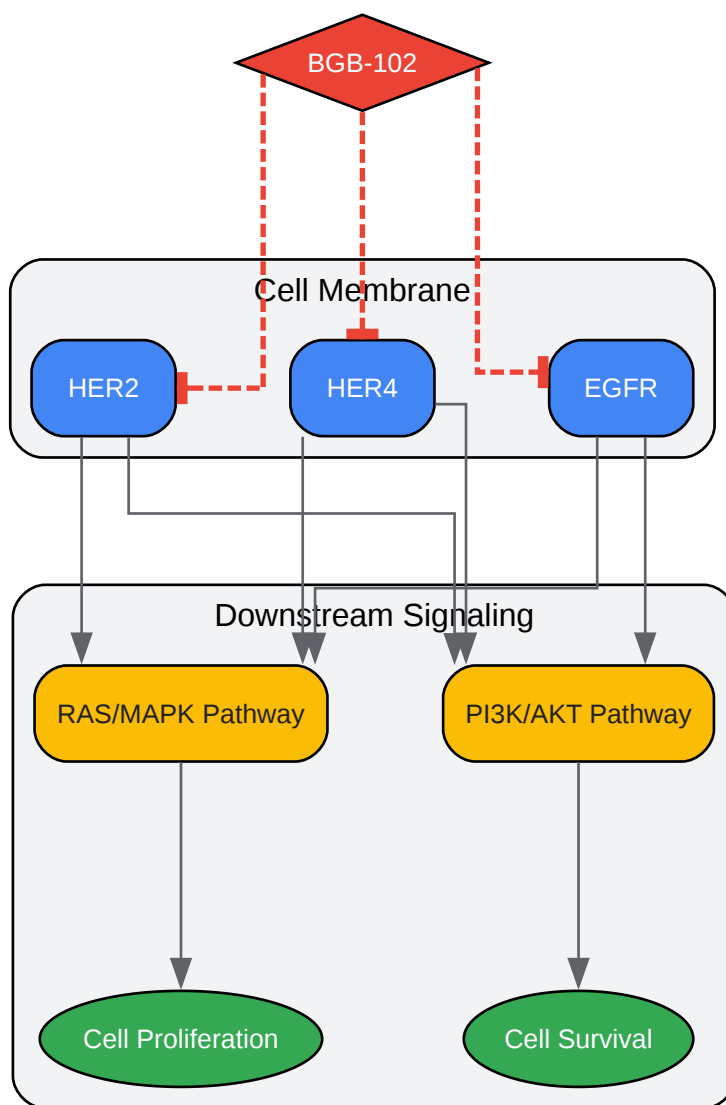 BGB-102
Cell Membrane
HER2
HER4
EGFR
Downstream Signaling
RAS/MAPK Pathway
PI3K/AKT Pathway
Cell Proliferation
Cell Survival